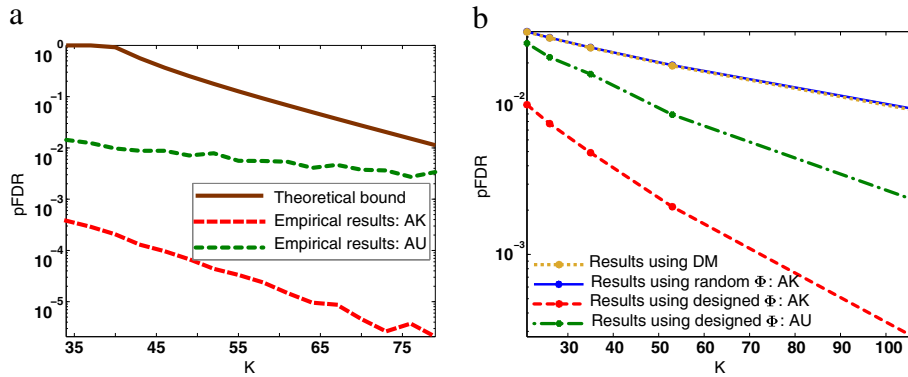 a
10^0
10^-1
10^-2
10^-3
10^-4
10^-5
pFDR
Theoretical bound
Empirical results: AK
Empirical results: AU
35 45 55 65 75
K
b
10^-2
10^-3
pFDR
Results using DM
Results using random Φ: AK
Results using designed Φ: AK
Results using designed Φ: AU
30 40 50 60 70 80 90 100
K